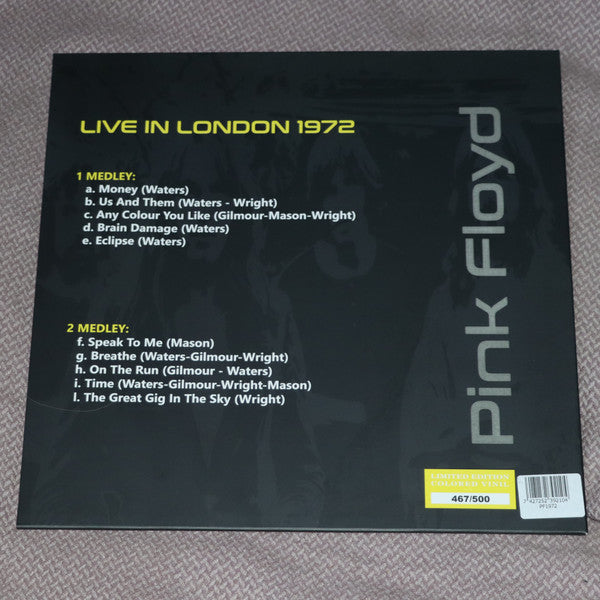 LIVE IN LONDON 1972
1 MEDLEY:
a. Money (Waters)
b. Us And Them (Waters - Wright)
c. Any Colour You Like (Gilmour-Mason-Wright)
d. Brain Damage (Waters)
e. Eclipse (Waters)
2 MEDLEY:
f. Speak To Me (Mason)
g. Breathe (Waters-Gilmour-Wright)
h. On The Run (Gilmour - Waters)
i. Time (Waters-Gilmour-Wright-Mason)
l. The Great Gig In The Sky (Wright)
Pink Floyd
LIMITED EDITION
COLORED VINYL
467/500
PF1972